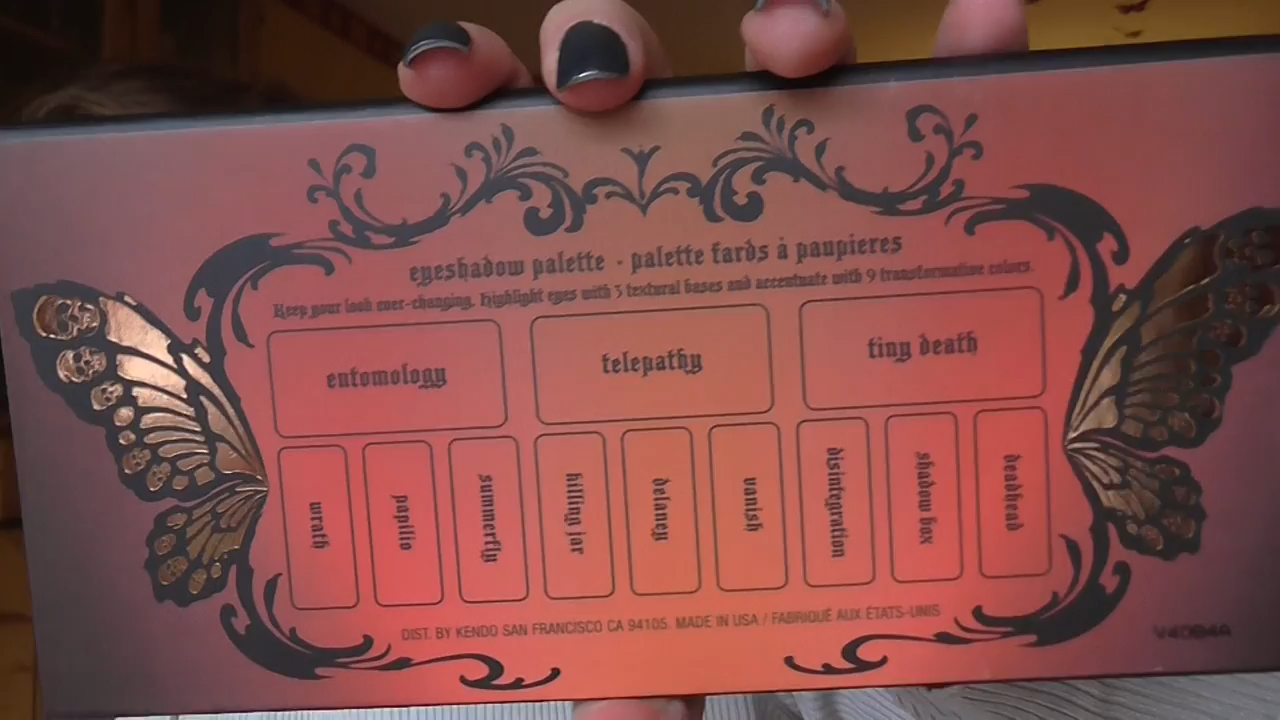 eyeshadow palette - palette fards à paupieres
Keep your look ever-changing. Highlight eyes with 3 textural bases and accentuate with 9 transformative colors.
entomology
telepathy
tiny death
wrath
papilio
summerfly
killing jar
delaney
vanish
disintegration
shadow box
deadhead
DIST. BY KENDO SAN FRANCISCO CA 94105. MADE IN USA / FABRIQUÉ AUX ÉTATS-UNIS